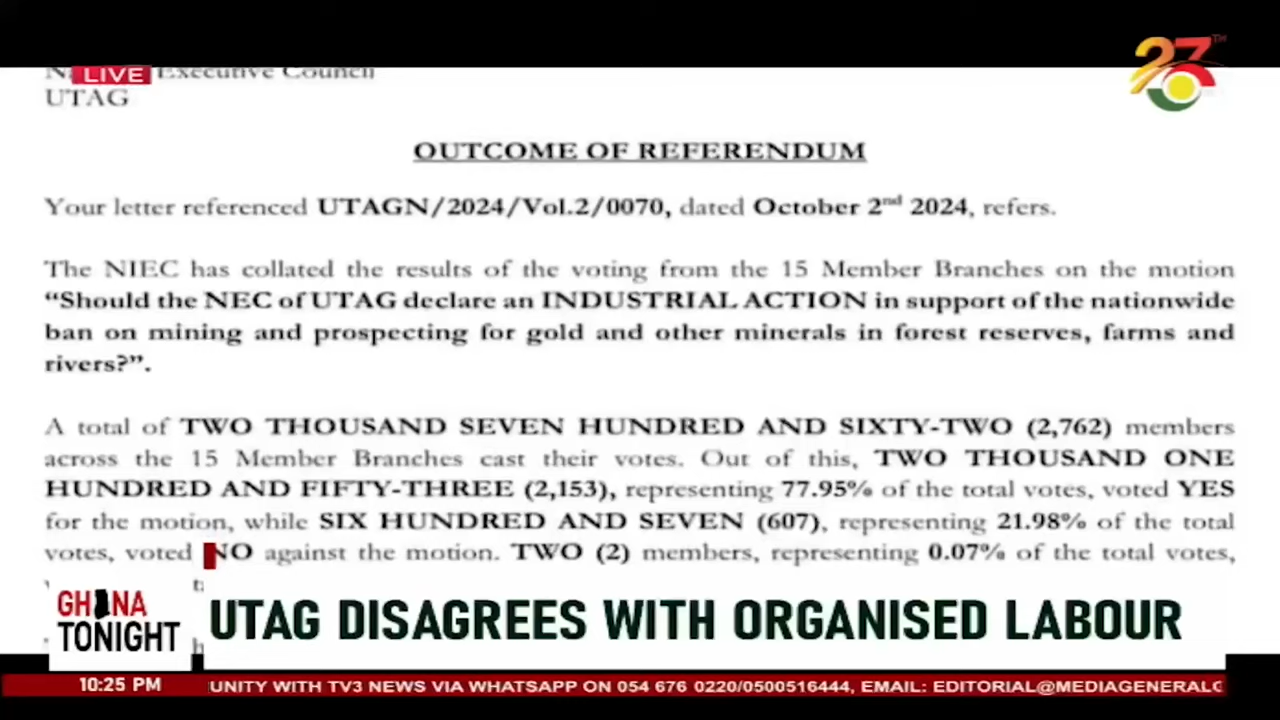 LIVE
Executive Council
UTAG
27TH
OUTCOME OF REFERENDUM
Your letter referenced UTAGN/2024/Vol.2/0070, dated October 2nd 2024, refers.
The NIEC has collated the results of the voting from the 15 Member Branches on the motion
“Should the NEC of UTAG declare an INDUSTRIAL ACTION in support of the nationwide
ban on mining and prospecting for gold and other minerals in forest reserves, farms and
rivers?”.
A total of TWO THOUSAND SEVEN HUNDRED AND SIXTY-TWO (2,762) members
across the 15 Member Branches cast their votes. Out of this, TWO THOUSAND ONE
HUNDRED AND FIFTY-THREE (2,153), representing 77.95% of the total votes, voted YES
for the motion, while SIX HUNDRED AND SEVEN (607), representing 21.98% of the total
votes, voted NO against the motion. TWO (2) members, representing 0.07% of the total votes,
GHANA
TONIGHT
UTAG DISAGREES WITH ORGANISED LABOUR
10:25 PM
UNITY WITH TV3 NEWS VIA WHATSAPP ON 054 676 0220/0500516444, EMAIL: EDITORIAL@MEDIAGENERALG